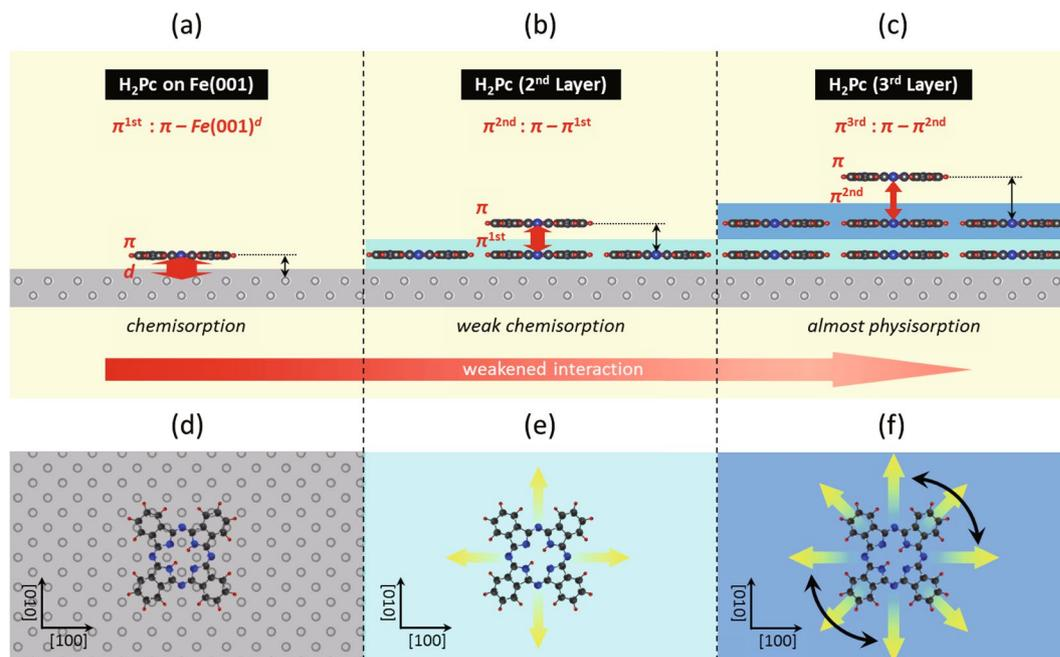 (a)
(b)
(c)
H₂Pc on Fe(001)
H₂Pc (2ⁿᵈ Layer)
H₂Pc (3ʳᵈ Layer)
π¹ˢᵗ : π – Fe(001)ᵈ
π²ⁿᵈ : π – π¹ˢᵗ
π³ʳᵈ : π – π²ⁿᵈ
π
π²ⁿᵈ
π
π¹ˢᵗ
π
d
chemisorption
weak chemisorption
almost physisorption
weakened interaction
(d)
(e)
(f)
[010]
[100]
[010]
[100]
[010]
[100]